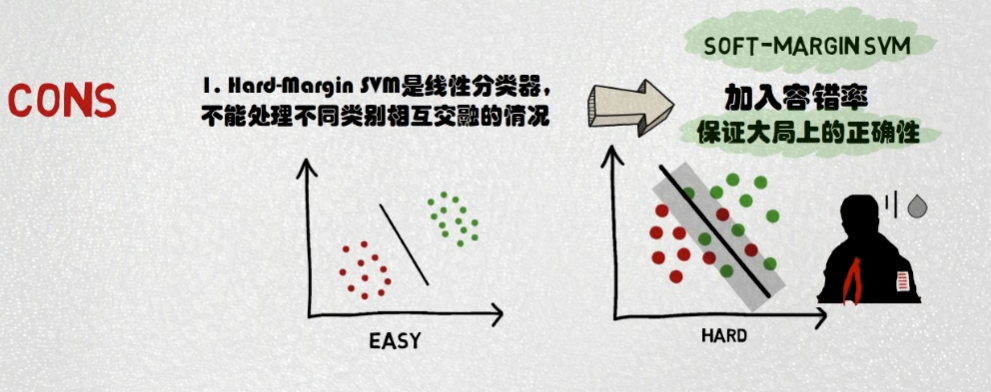 CONS
1. Hard-Margin SVM是线性分类器,
不能处理不同类别相互交融的情况
SOFT-MARGIN SVM
加入容错率
保证大局上的正确性
EASY
HARD